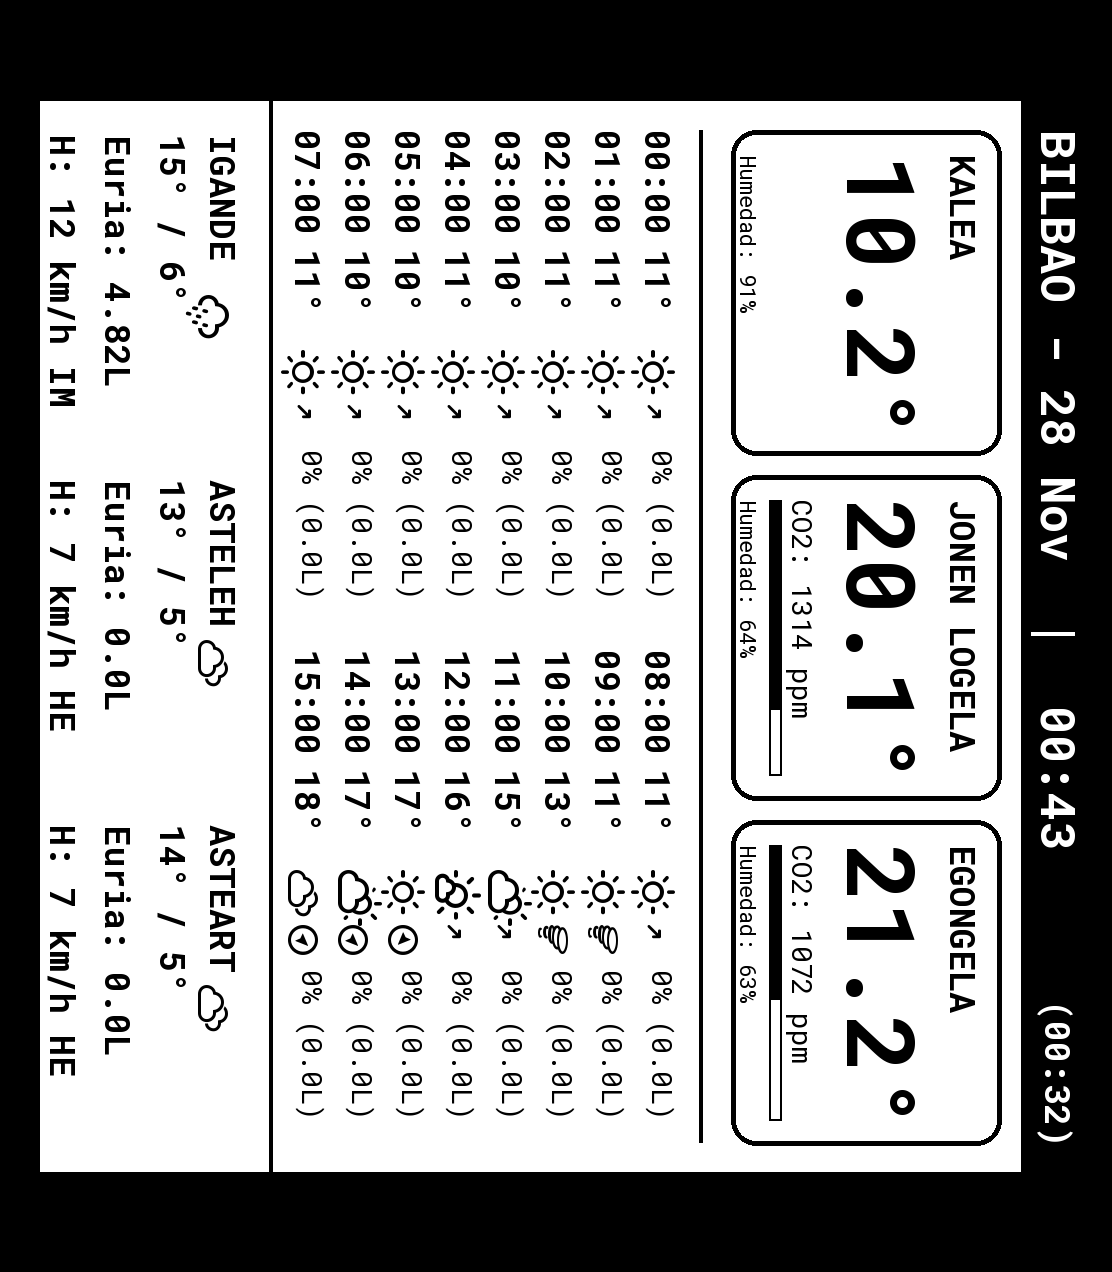 BILBAO - 28 Nov | 00:43 (00:32)
KALEA
10.2°
Humedad: 91%
JONEN LOGELA
20.1°
CO2: 1314 ppm
Humedad: 64%
EGONGELA
21.2°
CO2: 1072 ppm
Humedad: 63%
00:00 11° ↗ 0% (0.0L)
01:00 11° ↗ 0% (0.0L)
02:00 11° ↗ 0% (0.0L)
03:00 10° ↗ 0% (0.0L)
04:00 11° ↗ 0% (0.0L)
05:00 10° ↗ 0% (0.0L)
06:00 10° ↗ 0% (0.0L)
07:00 11° ↗ 0% (0.0L)
08:00 11° ↗ 0% (0.0L)
09:00 11° 0% (0.0L)
10:00 13° 0% (0.0L)
11:00 15° ↗ 0% (0.0L)
12:00 16° ↗ 0% (0.0L)
13:00 17° 0% (0.0L)
14:00 17° 0% (0.0L)
15:00 18° 0% (0.0L)
IGANDE
15° / 6°
Euria: 4.82L
H: 12 km/h IM
ASTELEH
13° / 5°
Euria: 0.0L
H: 7 km/h HE
ASTEART
14° / 5°
Euria: 0.0L
H: 7 km/h HE